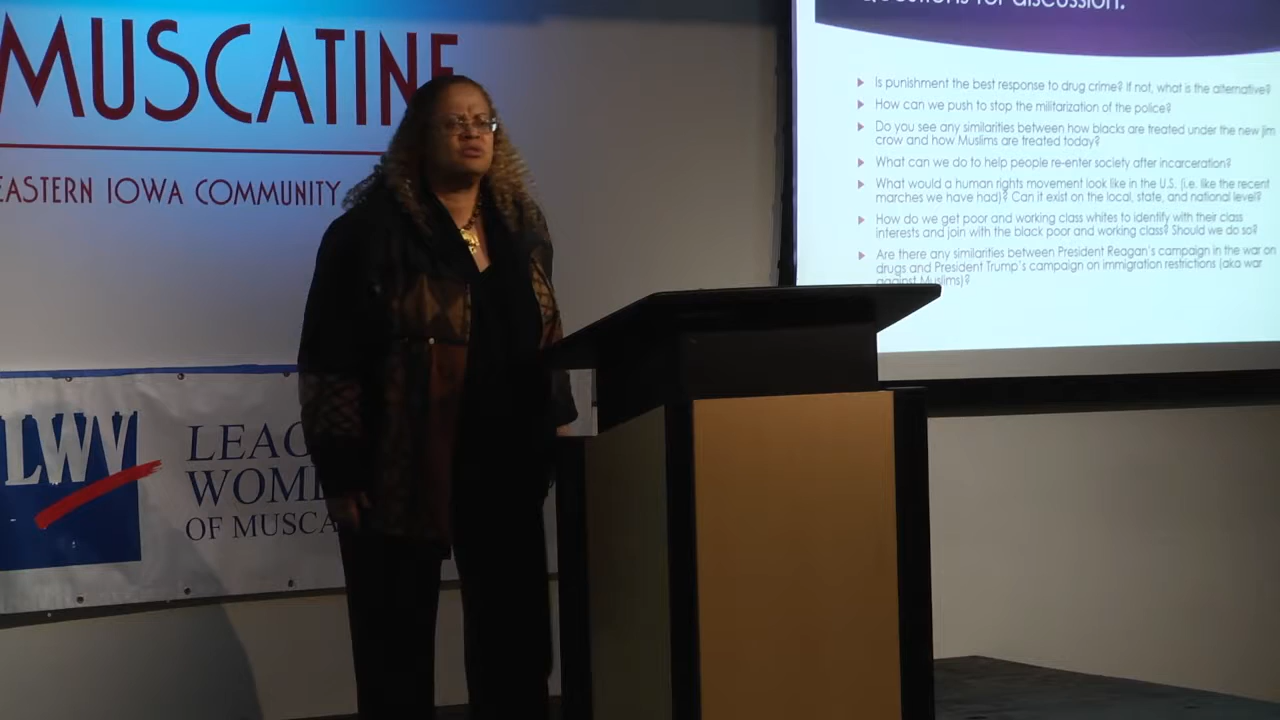 MUSCATINE
EASTERN IOWA COMMUNITY
LWV
LEAG
WOME
OF MUSCA
Questions for discussion:
Is punishment the best response to drug crime? If not, what is the alternative?
How can we push to stop the militarization of the police?
Do you see any similarities between how blacks are treated under the new jim
crow and how Muslims are treated today?
What can we do to help people re-enter society after incarceration?
What would a human rights movement look like in the U.S. (i.e. like the recent
marches we have had)? Can it exist on the local, state, and national level?
How do we get poor and working class whites to identify with their class
interests and join with the black poor and working class? Should we do so?
Are there any similarities between President Reagan's campaign in the war on
drugs and President Trump's campaign on immigration restrictions (aka war
against Muslims)?